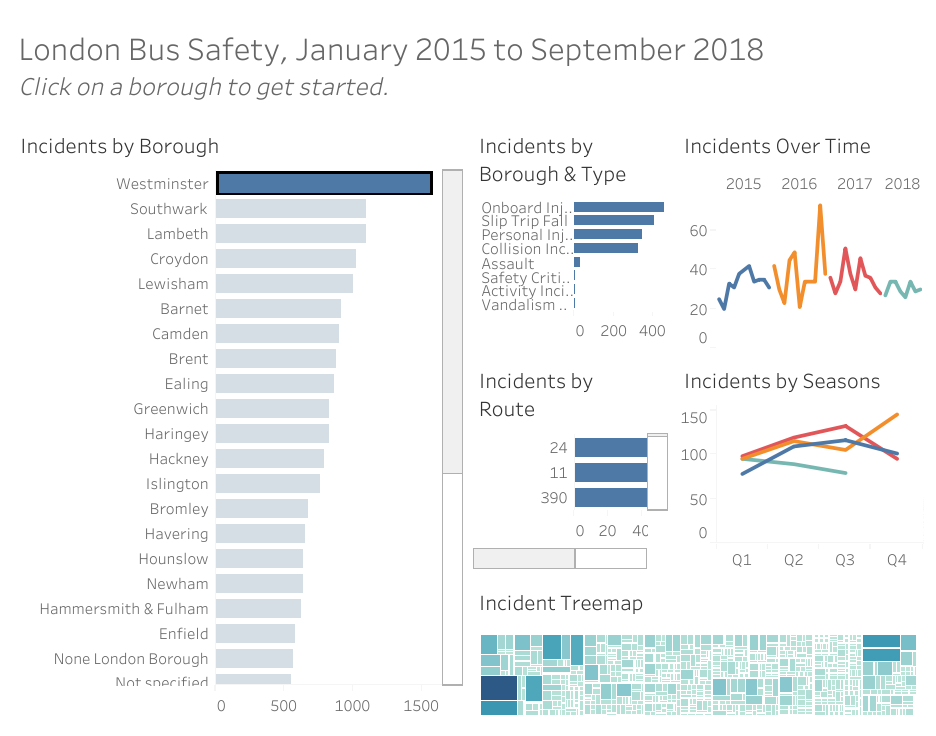 London Bus Safety, January 2015 to September 2018
Click on a borough to get started.
Incidents by Borough
Westminster
Southwark
Lambeth
Croydon
Lewisham
Barnet
Camden
Brent
Ealing
Greenwich
Haringey
Hackney
Islington
Bromley
Havering
Hounslow
Newham
Hammersmith & Fulham
Enfield
None London Borough
Not specified
0 500 1000 1500
Incidents by
Borough & Type
Onboard Inj..
Slip Trip Fall
Personal Inj..
Collision Inc..
Assault
Safety Criti..
Activity Inci..
Vandalism ..
0 200 400
Incidents Over Time
2015 2016 2017 2018
60
40
20
0
Incidents by
Route
24
11
390
0 20 40
Incidents by Seasons
150
100
50
0
Q1 Q2 Q3 Q4
Incident Treemap